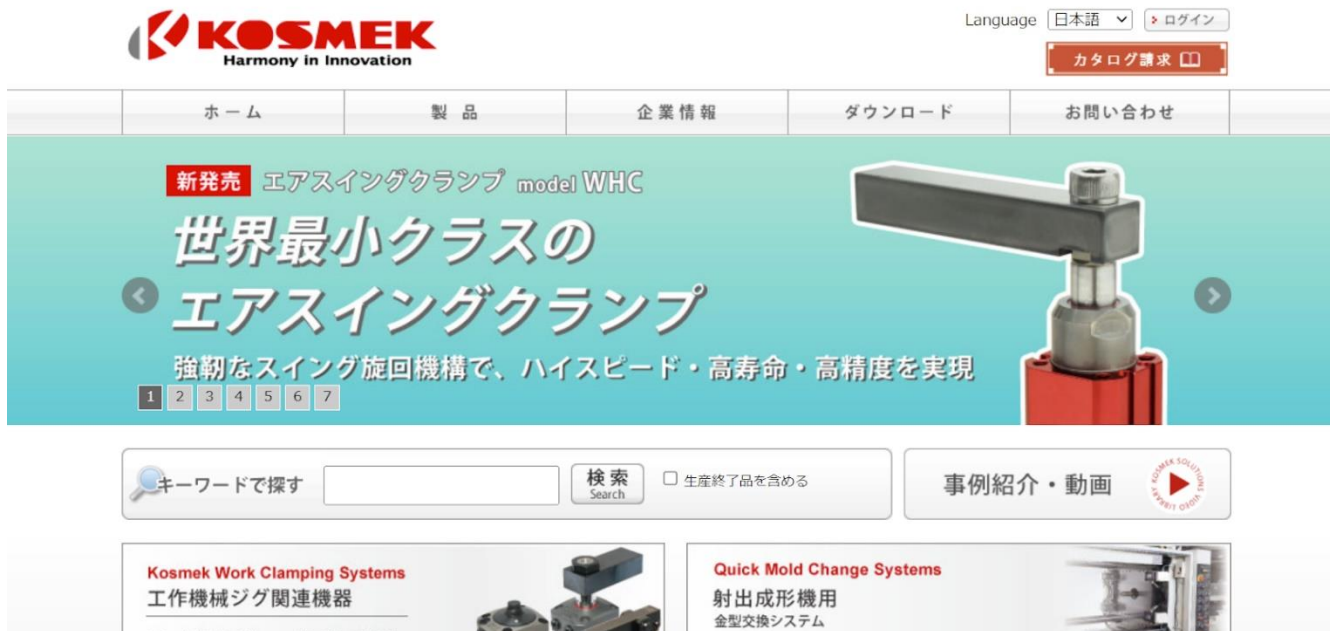 KOSMEK
Harmony in Innovation
Language 日本語 ログイン
カタログ請求
ホーム 製品 企業情報 ダウンロード お問い合わせ
新発売 エアスイングクランプ model WHC
世界最小クラスの
エアスイングクランプ
強靭なスイング旋回機構で、ハイスピード・高寿命・高精度を実現
1 2 3 4 5 6 7
キーワードで探す 検索 Search 生産終了品を含める
事例紹介・動画 KOSMEK SOLUTIONS VIDEO LIBRARY
Kosmek Work Clamping Systems
工作機械ジグ関連機器
Quick Mold Change Systems
射出成形機用
金型交換システム